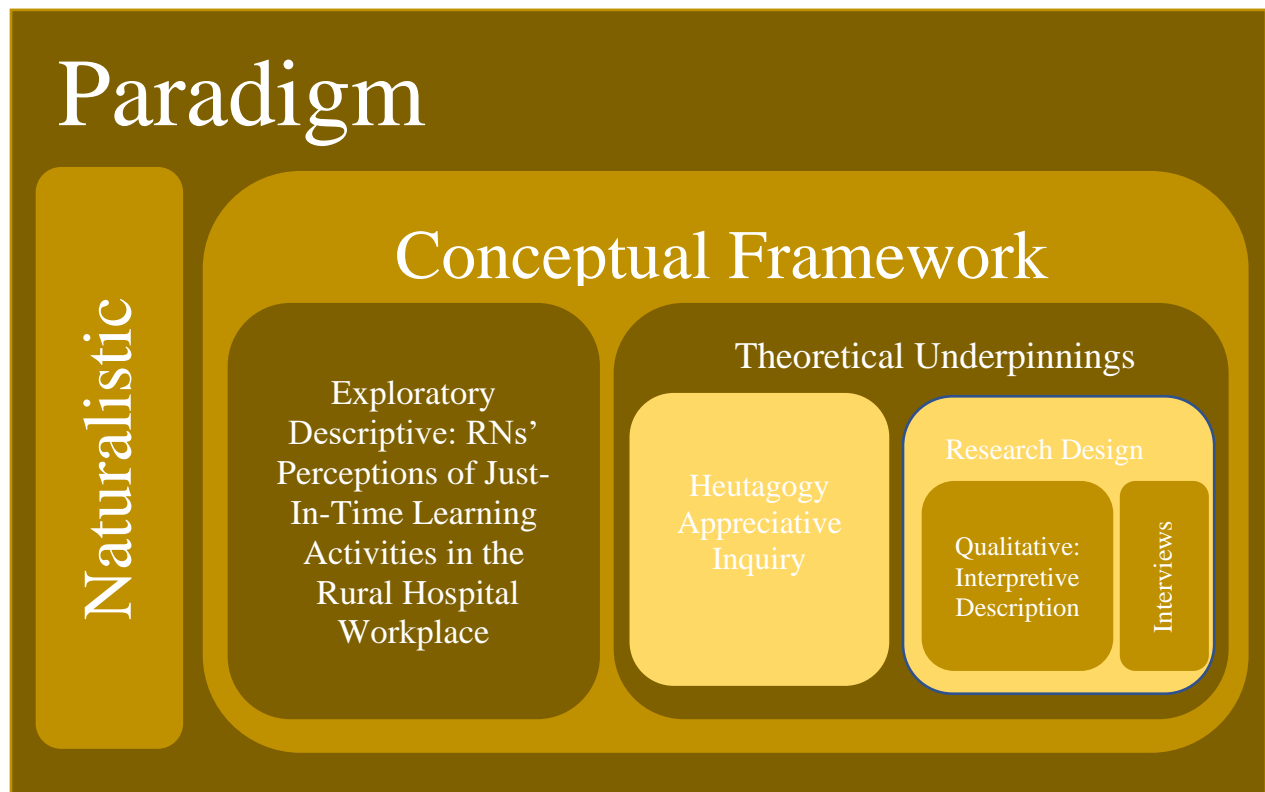 Paradigm
Naturalistic
Conceptual Framework
Exploratory
Descriptive: RNs’
Perceptions of Just-
In-Time Learning
Activities in the
Rural Hospital
Workplace
Theoretical Underpinnings
Heutagogy
Appreciative
Inquiry
Research Design
Qualitative:
Interpretive
Description
Interviews